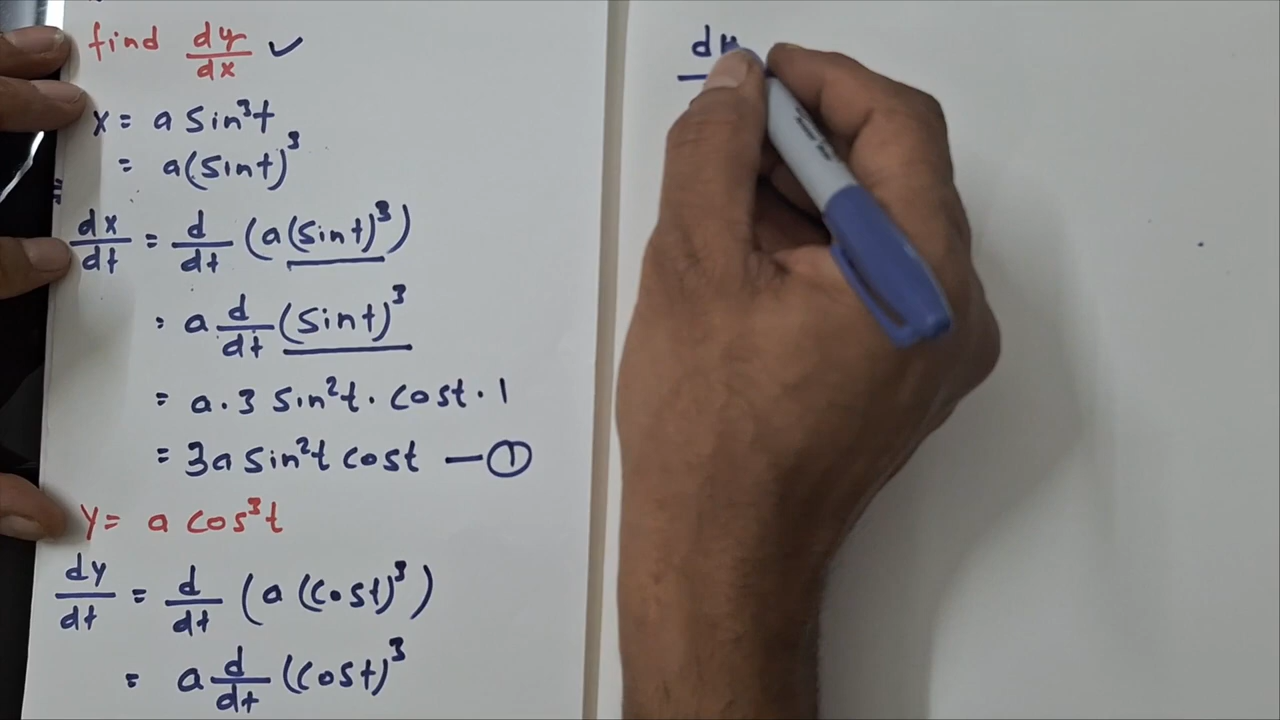 find dy/dx ✓
x = a sin³t
= a(sint)³
dx/dt = d/dt (a(sint)³)
= a d/dt (sint)³
= a·3 sin²t · cost · 1
= 3a sin²t cost — ①
y = a cos³t
dy/dt = d/dt (a (cost)³)
= a d/dt (cost)³
d